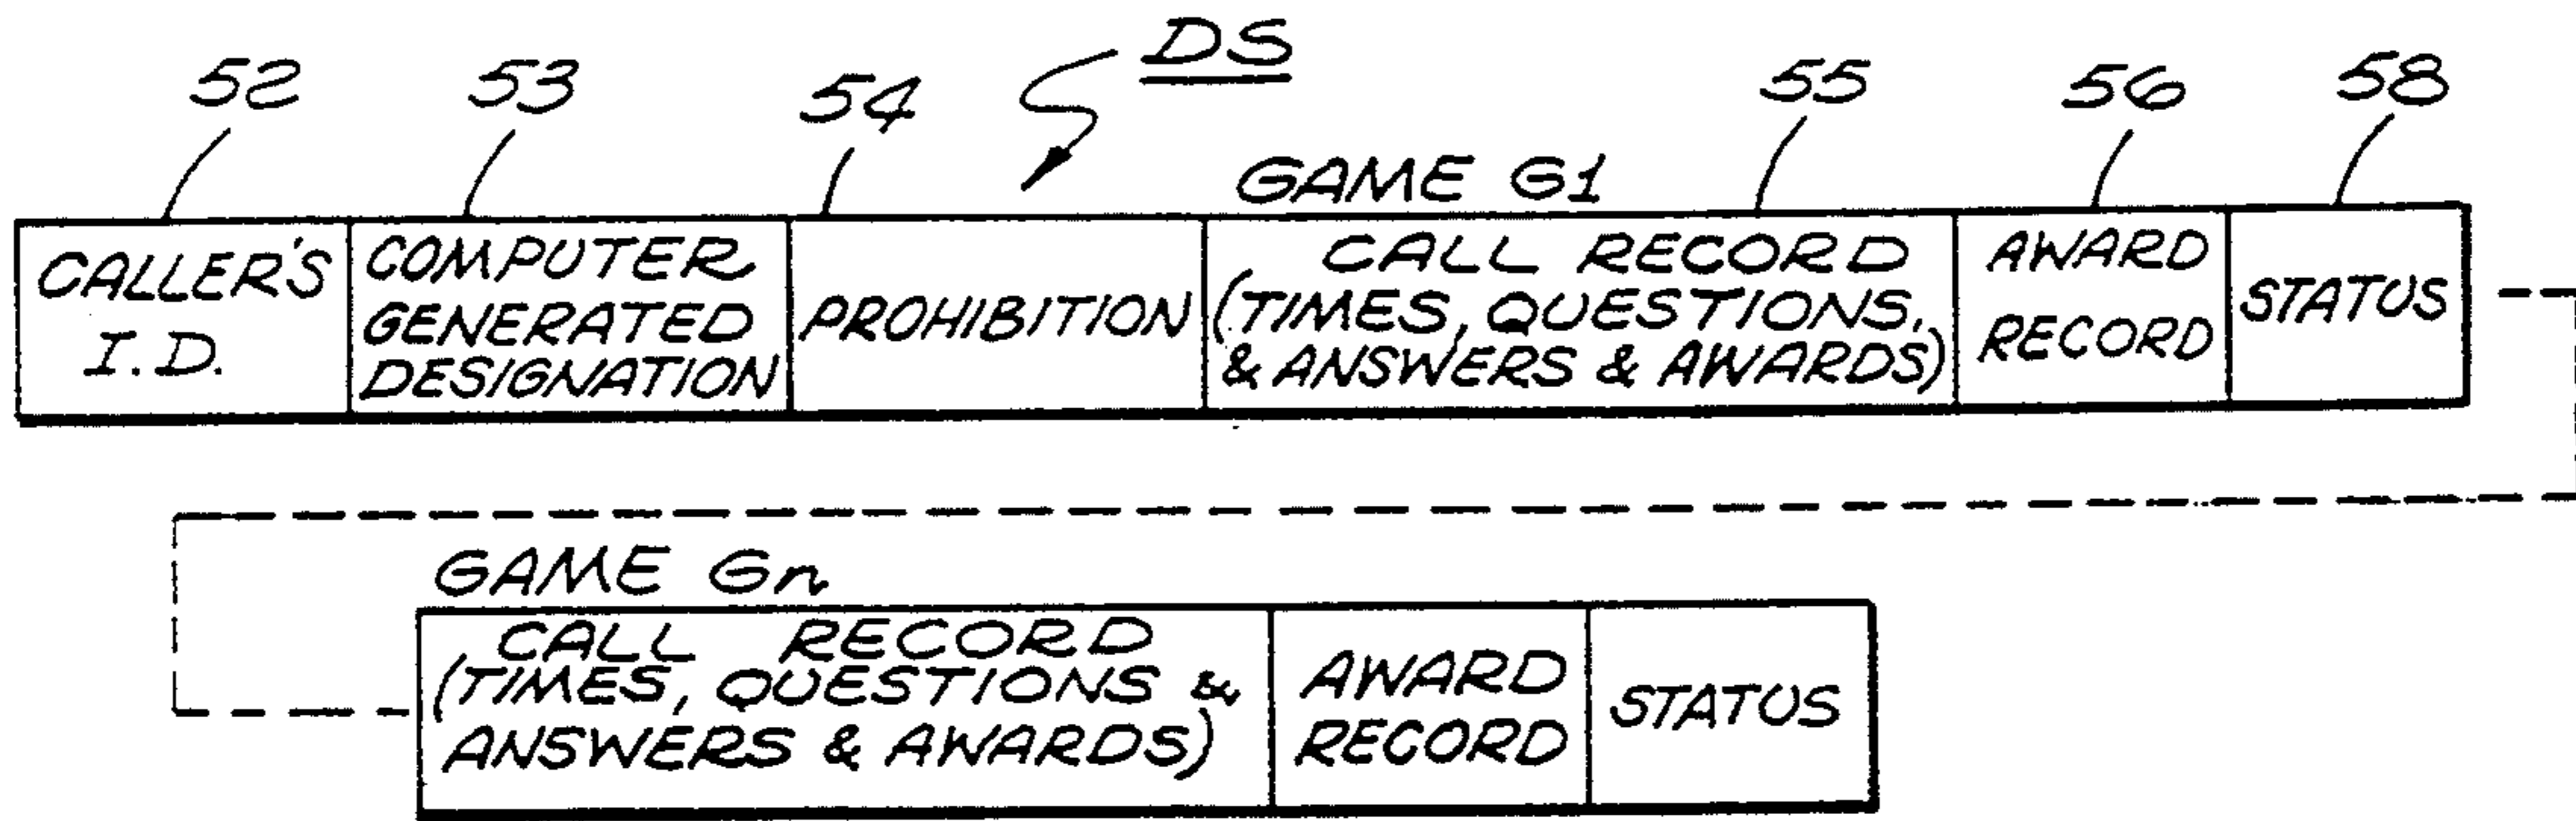 DS
52 53 54 55 56 58
GAME G1
CALLER'S
I.D.
COMPUTER
GENERATED
DESIGNATION
PROHIBITION
CALL RECORD
(TIMES, QUESTIONS,
& ANSWERS & AWARDS)
AWARD
RECORD
STATUS
GAME Gn
CALL RECORD
(TIMES, QUESTIONS &
ANSWERS & AWARDS)
AWARD
RECORD
STATUS